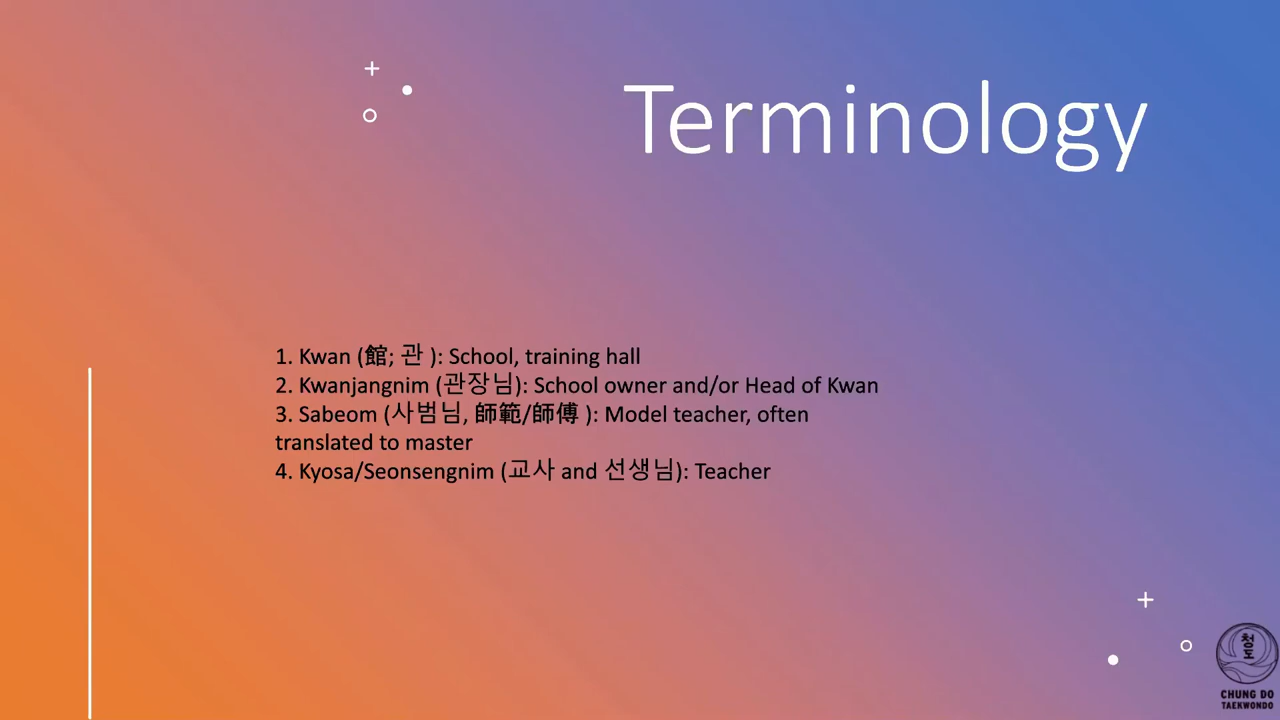 Terminology
1. Kwan (館; 관 ): School, training hall
2. Kwanjangnim (관장님): School owner and/or Head of Kwan
3. Sabeom (사범님, 師範/師傅 ): Model teacher, often
translated to master
4. Kyosa/Seonsengnim (교사 and 선생님): Teacher
청도
CHUNG DO
TAEKWONDO